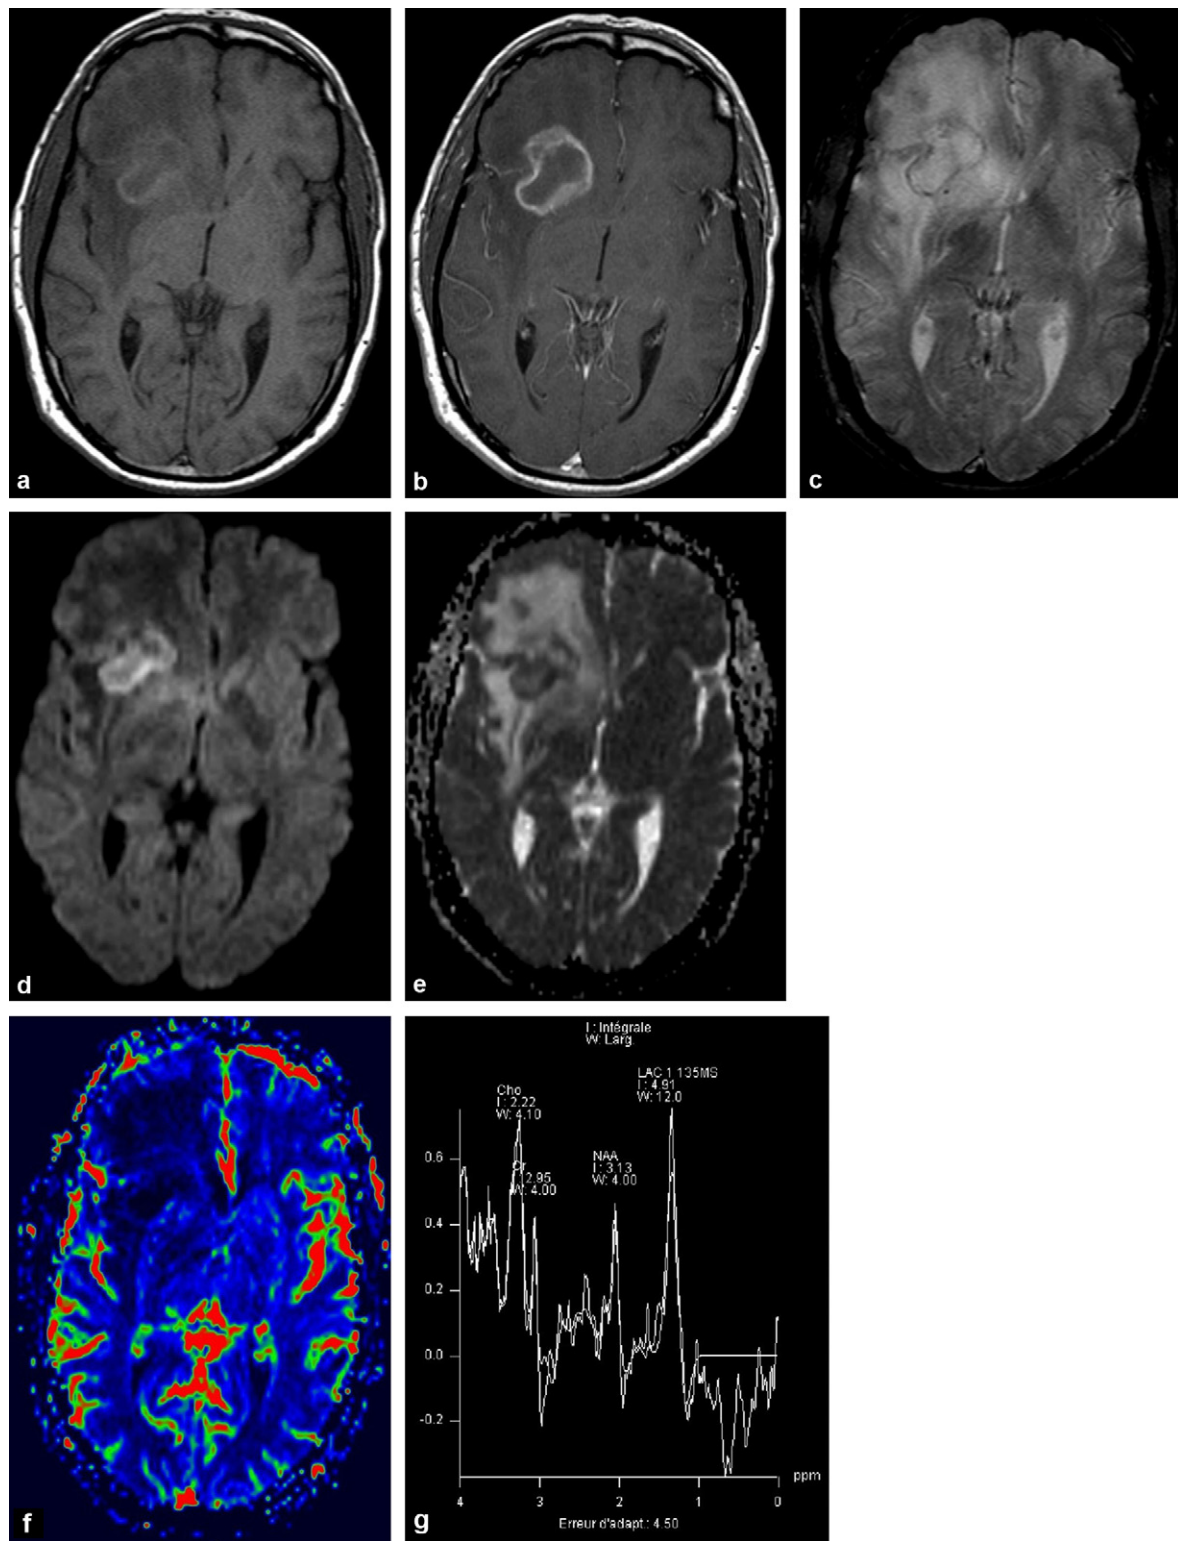 a
b
c
d
e
f
g
I : Intégrale
W: Larg.
LAC 1 135MS
I : 4.91
W: 12.0
Cho
I : 2.22
W: 4.10
NAA
I : 3.13
W: 4.00
Cr
2.95
W: 4.00
0.6
0.4
0.2
0.0
-0.2
ppm
4 3 2 1 0
Erreur d'adapt.: 4.50